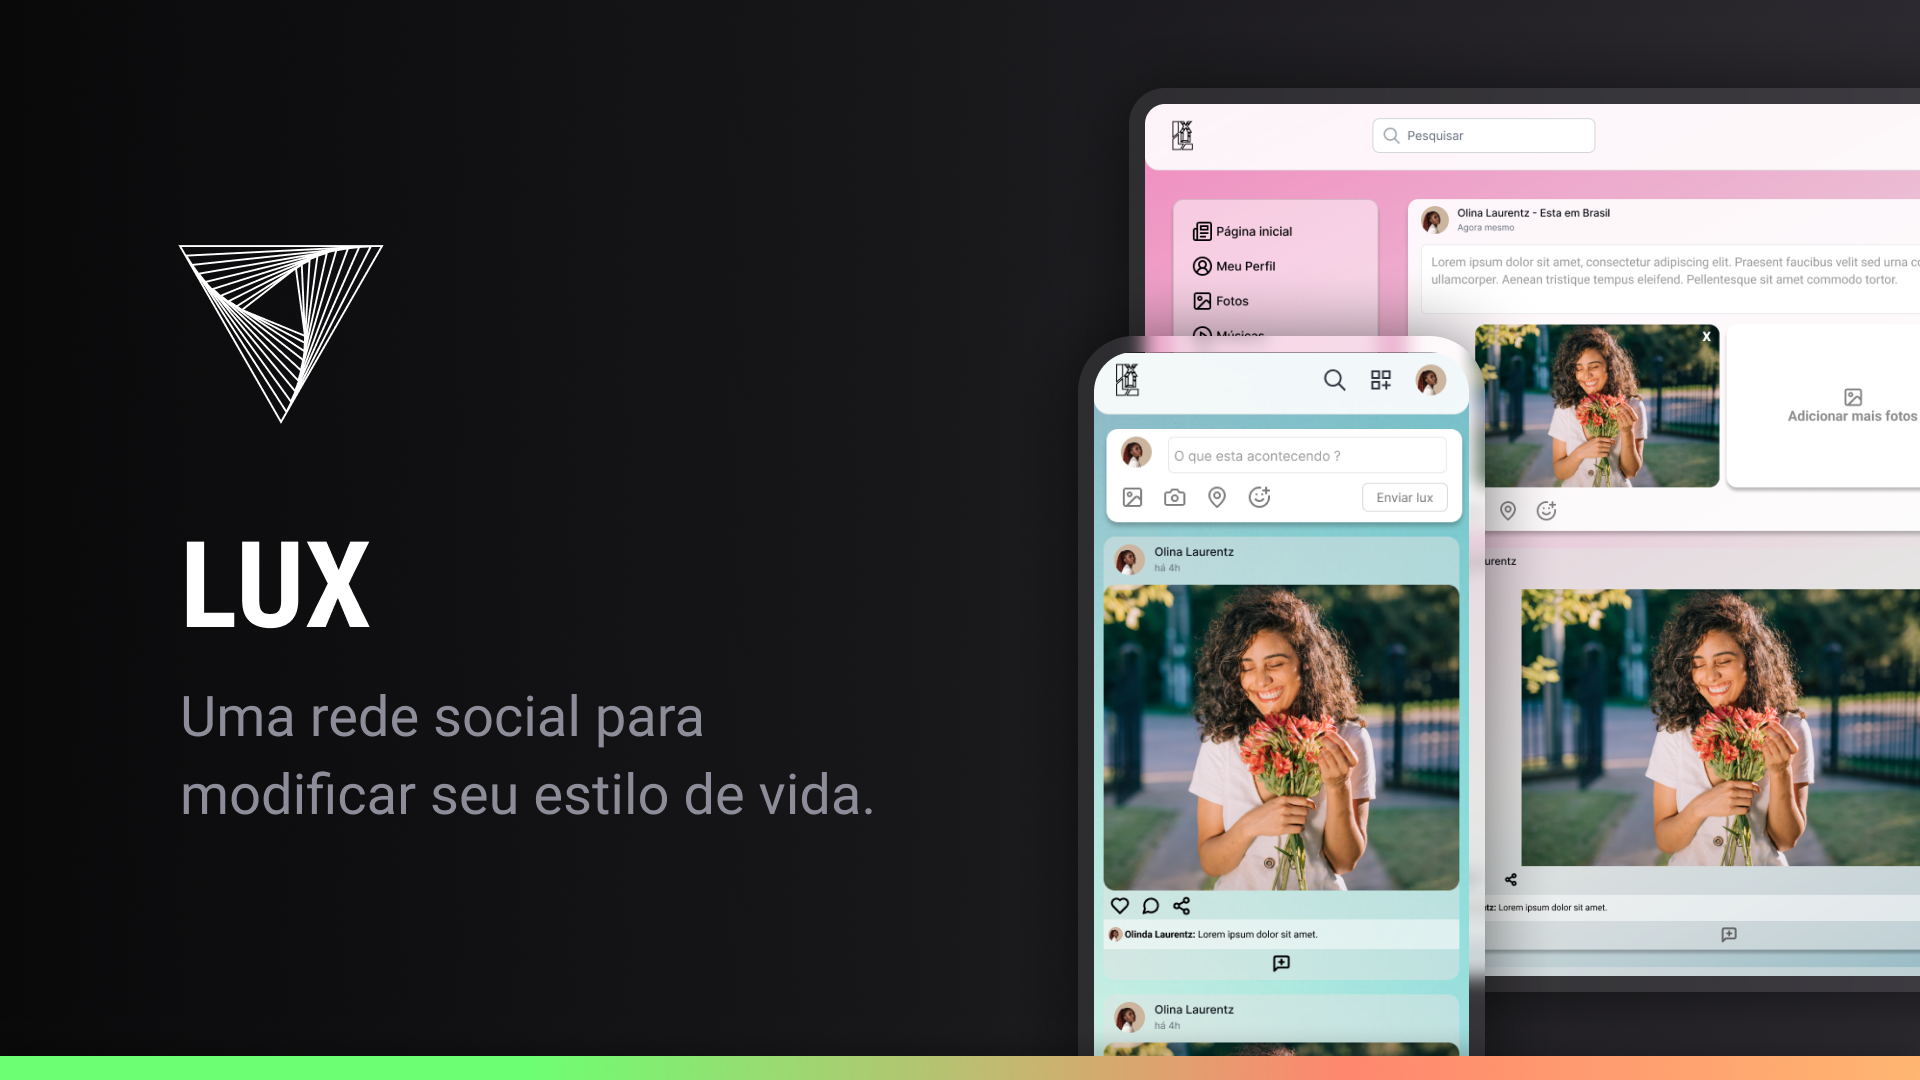 LUX
Uma rede social para
modificar seu estilo de vida.
Pesquisar
Página inicial
Meu Perfil
Fotos
Músicas
Olina Laurentz - Esta em Brasil
Agora mesmo
Lorem ipsum dolor sit amet, consectetur adipiscing elit. Praesent faucibus velit sed urna
ullamcorper. Aenean tristique tempus eleifend. Pellentesque sit amet commodo tortor.
X
Adicionar mais fotos
urentz
tz: Lorem ipsum dolor sit amet.
LUX
O que esta acontecendo ?
Enviar lux
Olina Laurentz
há 4h
Olinda Laurentz: Lorem ipsum dolor sit amet.
Olina Laurentz
há 4h